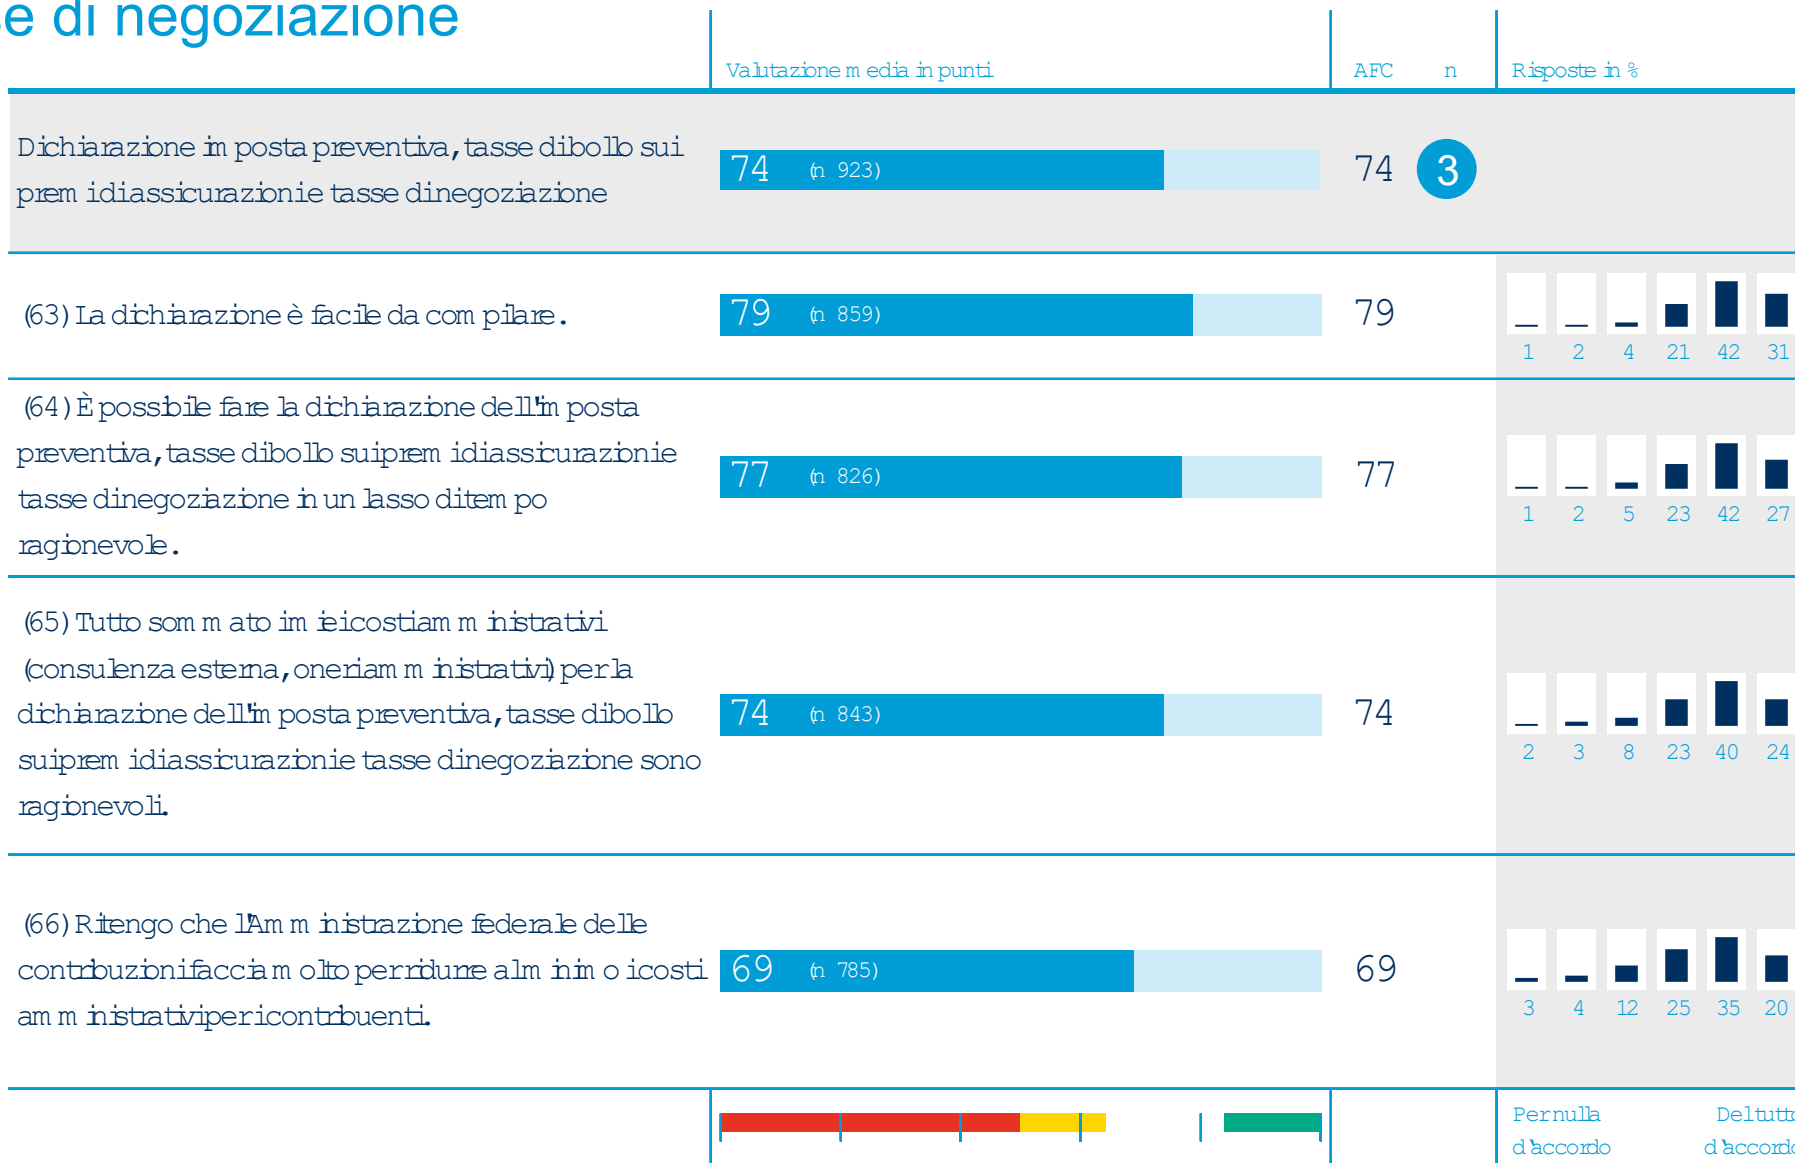 e di negoziazione
Valutazione media in punti AFC n Risposte in %
Dichiarazione imposta preventiva, tasse di bollo sui
premi di assicurazioni e tasse di negoziazione
74 (n 923) 74 3
(63) La dichiarazione è facile da compilare.
79 (n 859) 79
1 2 4 21 42 31
(64) È possibile fare la dichiarazione dell'imposta
preventiva, tasse di bollo sui premi di assicurazioni e
tasse di negoziazione in un lasso di tempo
ragionevole.
77 (n 826) 77
1 2 5 23 42 27
(65) Tutto sommato i miei costi amministrativi
(consulenza esterna, oneri amministrativi) per la
dichiarazione dell'imposta preventiva, tasse di bollo
sui premi di assicurazioni e tasse di negoziazione sono
ragionevoli.
74 (n 843) 74
2 3 8 23 40 24
(66) Ritengo che l'Amministrazione federale delle
contribuzioni faccia molto per ridurre al minimo i costi
amministrativi per i contribuenti.
69 (n 785) 69
3 4 12 25 35 20
Per nulla Del tutto
d'accordo d'accordo